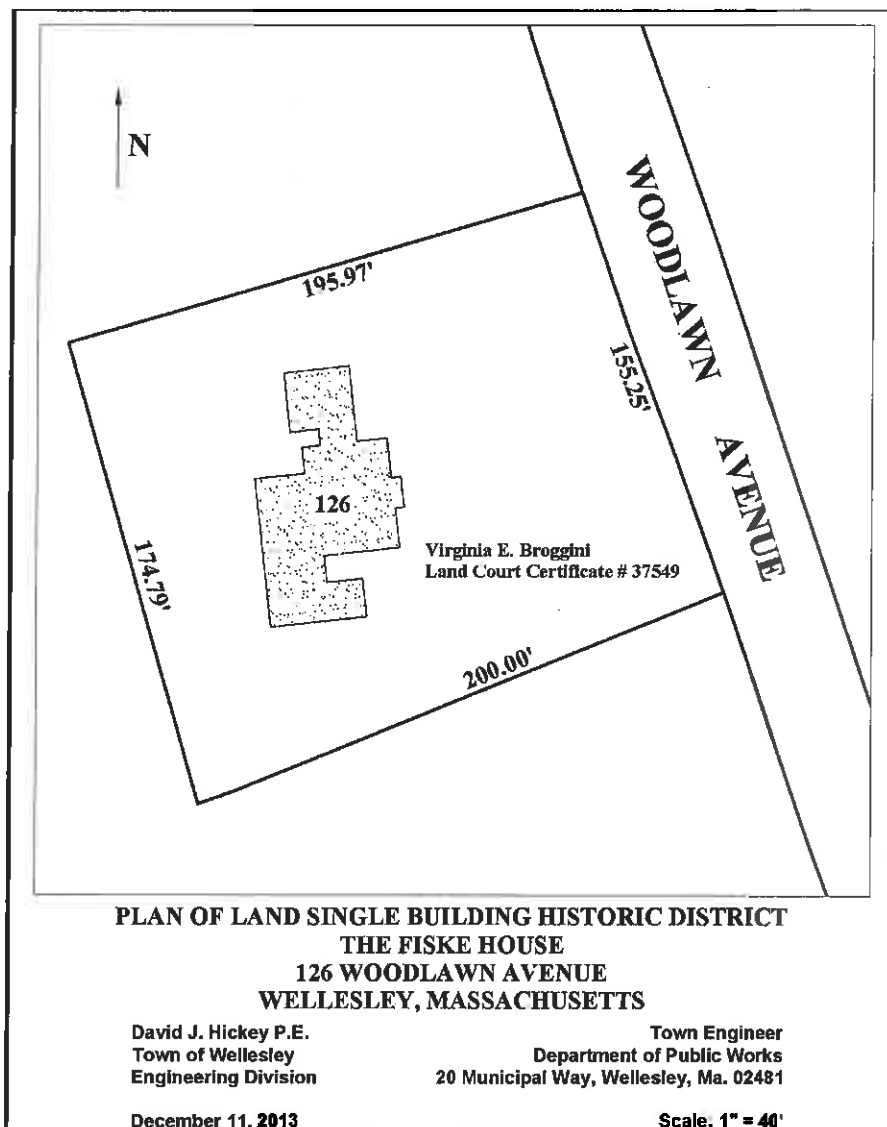 N
195.97'
WOODLAWN AVENUE
155.25'
126
174.79'
Virginia E. Broggini
Land Court Certificate # 37549
200.00'
PLAN OF LAND SINGLE BUILDING HISTORIC DISTRICT
THE FISKE HOUSE
126 WOODLAWN AVENUE
WELLESLEY, MASSACHUSETTS
David J. Hickey P.E.
Town of Wellesley
Engineering Division
Town Engineer
Department of Public Works
20 Municipal Way, Wellesley, Ma. 02481
December 11, 2013
Scale. 1" = 40'